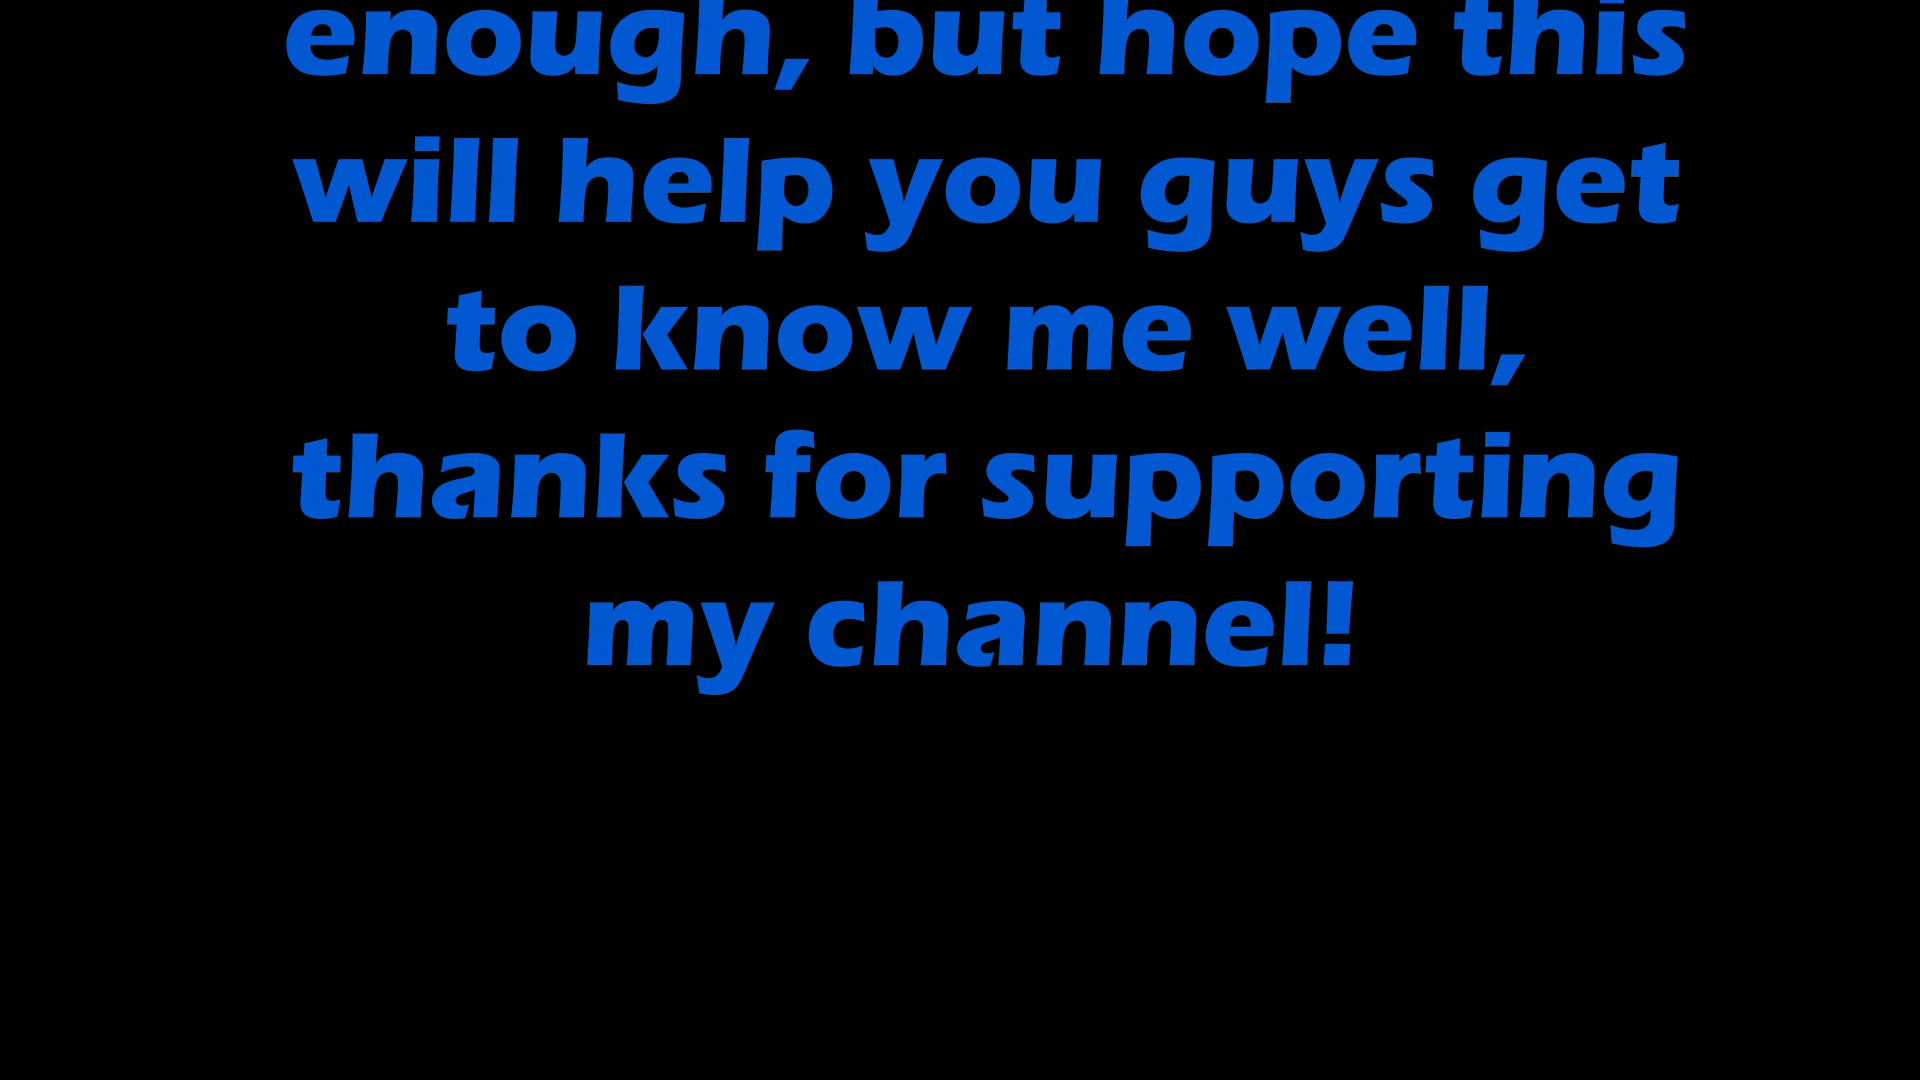 enough, but hope this
will help you guys get
to know me well,
thanks for supporting
my channel!